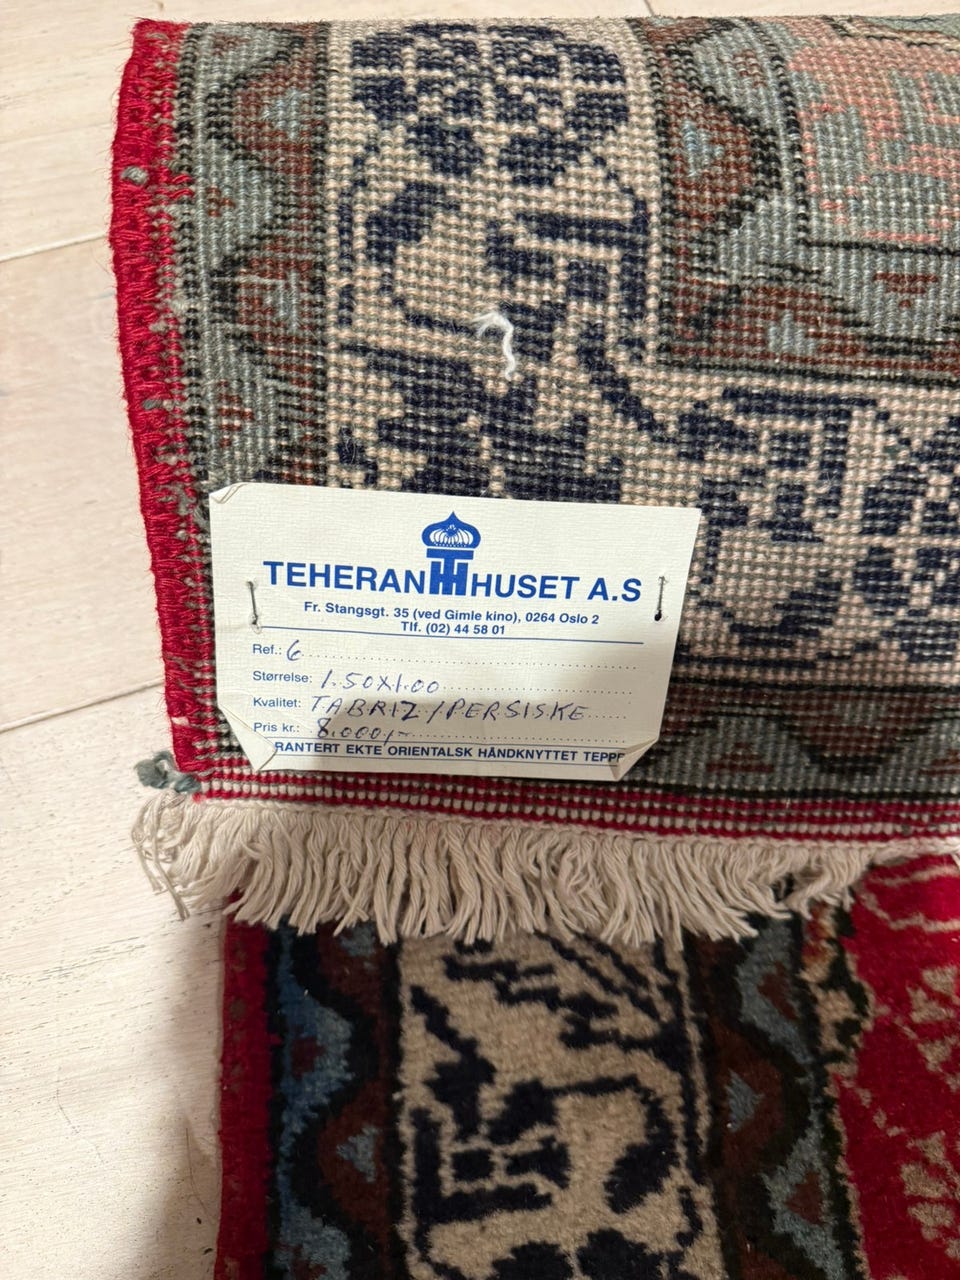 TEHERAN HUSET A.S
Fr. Stangsgt. 35 (ved Gimle kino), 0264 Oslo 2
Tlf. (02) 44 58 01
Ref.: 6
Størrelse: 1.50X1.00
Kvalitet: TABRIZ/PERSISKE
Pris kr.: 8.000,-
RANTERT EKTE ORIENTALSK HÅNDKNYTTET TEPPE